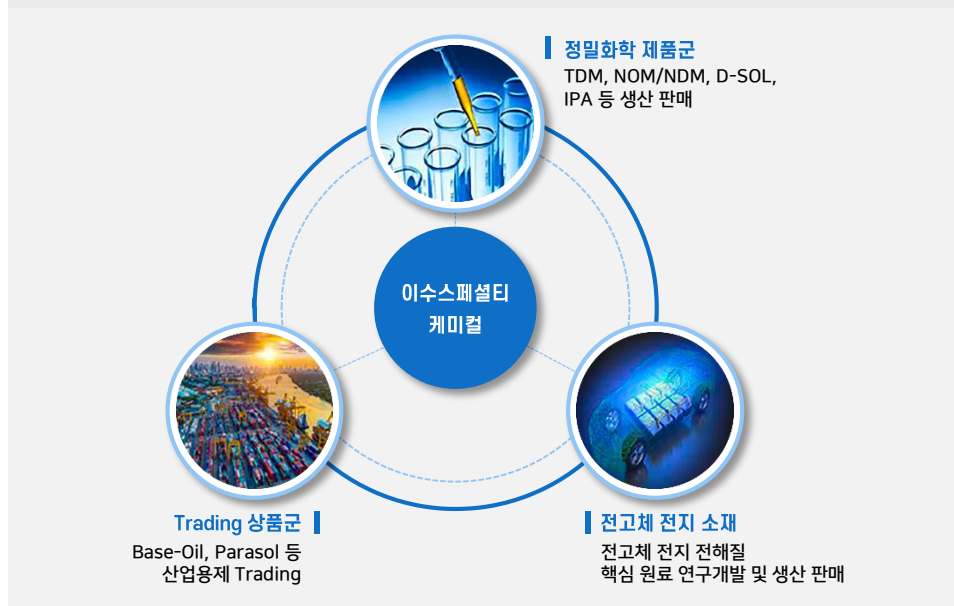 정밀화학 제품군
TDM, NOM/NDM, D-SOL,
IPA 등 생산 판매
이수스페셜티
케미컬
Trading 상품군
Base-Oil, Parasol 등
산업용제 Trading
전고체 전지 소재
전고체 전지 전해질
핵심 원료 연구개발 및 생산 판매